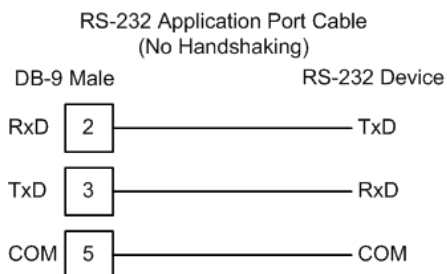 RS-232 Application Port Cable
(No Handshaking)
DB-9 Male RS-232 Device
RxD 2 TxD
TxD 3 RxD
COM 5 COM